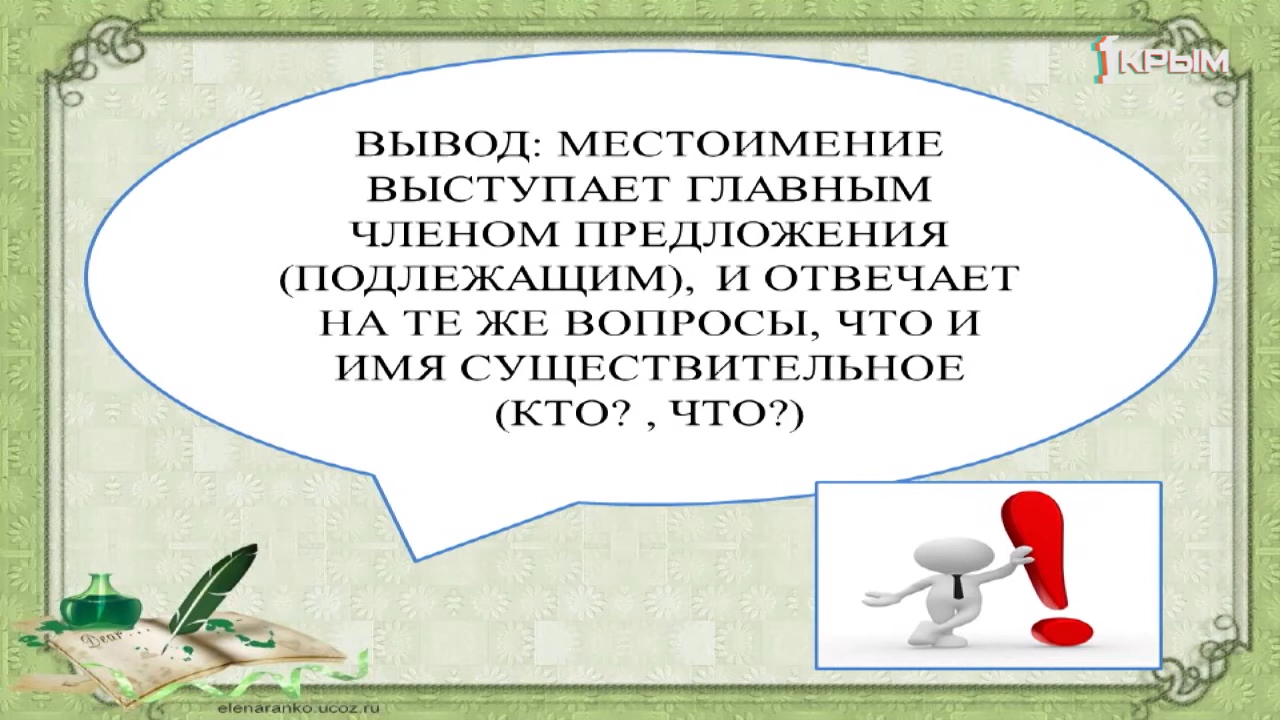 1КРЫМ
ВЫВОД: МЕСТОИМЕНИЕ
ВЫСТУПАЕТ ГЛАВНЫМ
ЧЛЕНОМ ПРЕДЛОЖЕНИЯ
(ПОДЛЕЖАЩИМ), И ОТВЕЧАЕТ
НА ТЕ ЖЕ ВОПРОСЫ, ЧТО И
ИМЯ СУЩЕСТВИТЕЛЬНОЕ
(КТО? , ЧТО?)
Dear...
elenaranko.ucoz.ru